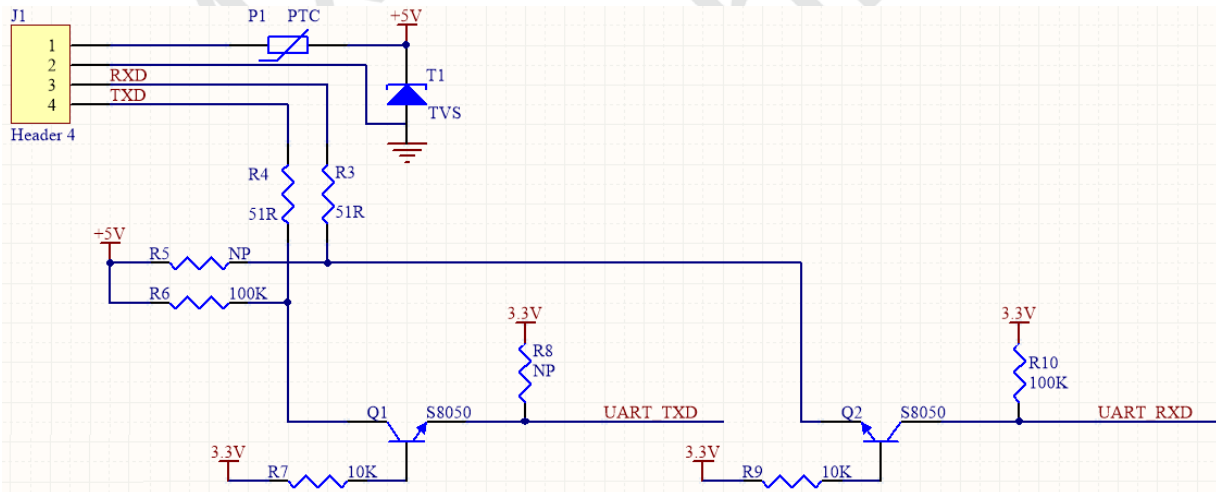 J1
P1 PTC
+5V
1
2
3
4
RXD
TXD
T1
TVS
Header 4
R4
51R
R3
51R
+5V
R5 NP
R6 100K
3.3V
R8
NP
3.3V
R10
100K
Q1 S8050
UART_TXD
Q2 S8050
UART_RXD
3.3V
R7 10K
3.3V
R9 10K